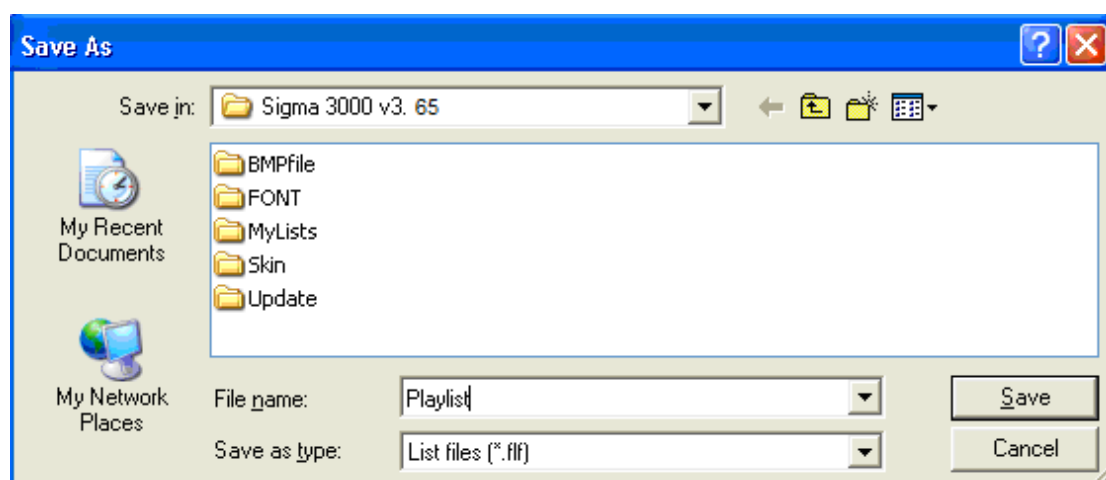 Save As
Save in: Sigma 3000 v3. 65
My Recent
Documents
My Network
Places
BMPfile
FONT
MyLists
Skin
Update
File name: Playlist Save
Save as type: List files (*.flf) Cancel